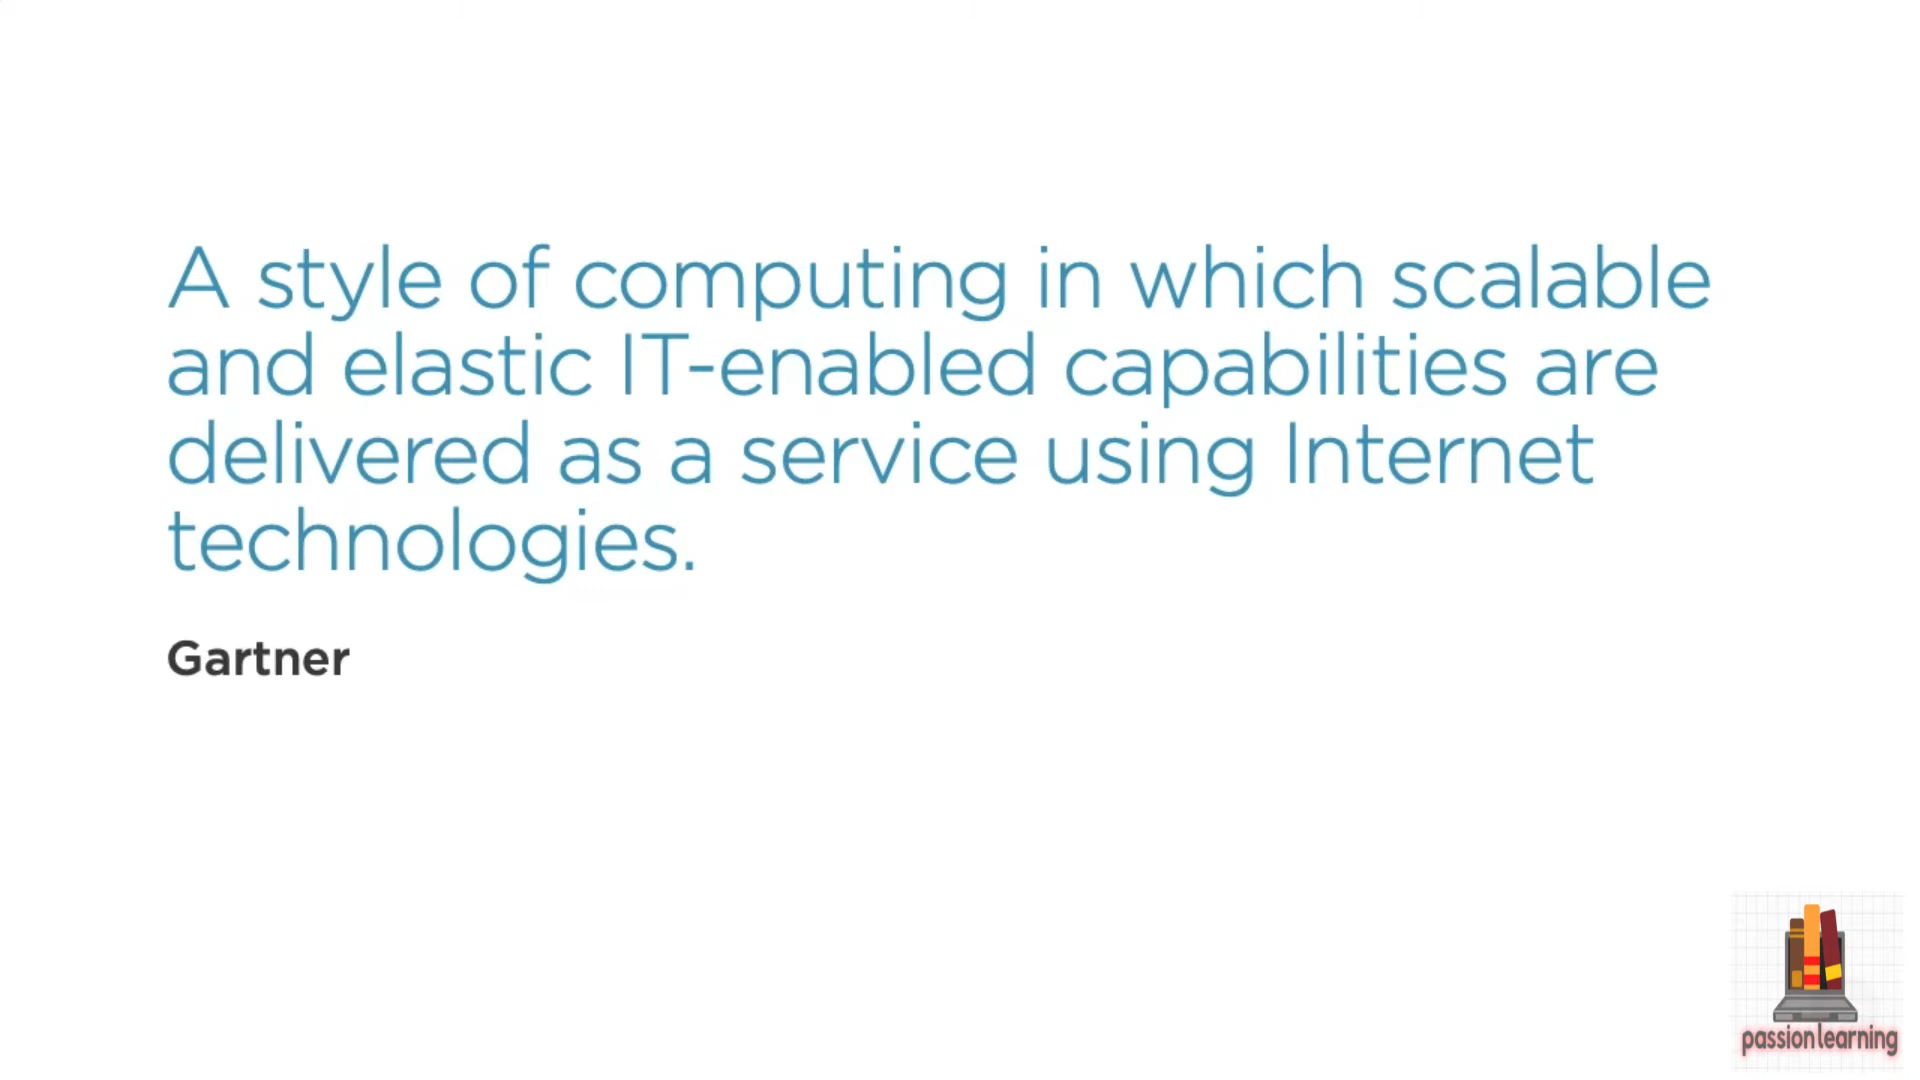 A style of computing in which scalable
and elastic IT-enabled capabilities are
delivered as a service using Internet
technologies.
Gartner
passion learning